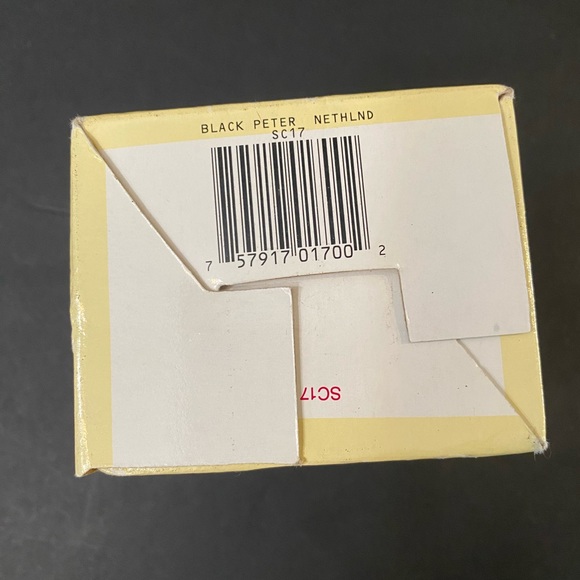 BLACK PETER NETHLND
SC17
7 57917 01700 2
SC17